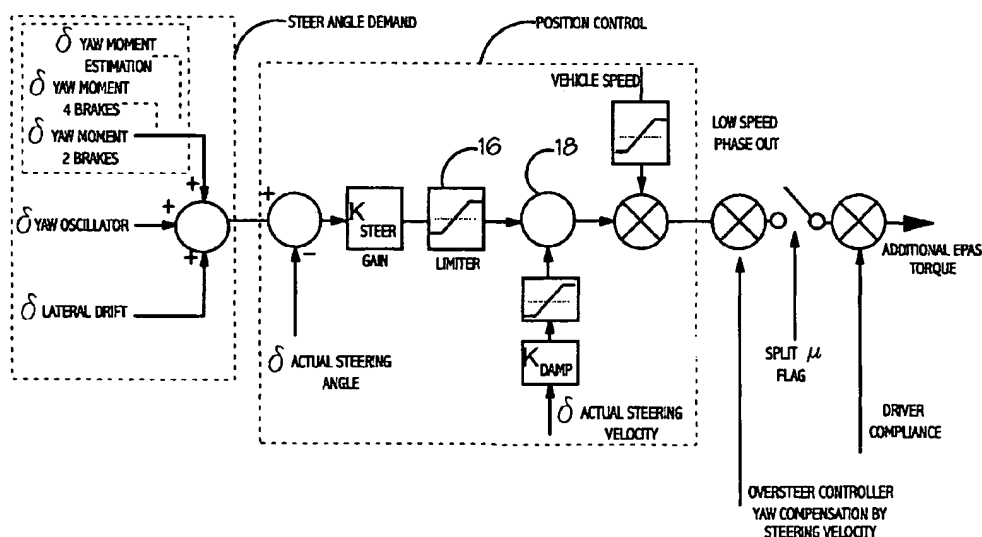 STEER ANGLE DEMAND
POSITION CONTROL
δ YAW MOMENT
ESTIMATION
δ YAW MOMENT
4 BRAKES
δ YAW MOMENT
2 BRAKES
VEHICLE SPEED
LOW SPEED
PHASE OUT
16
18
+
+
+
δ YAW OSCILLATOR
δ LATERAL DRIFT
+
−
K
STEER
GAIN
LIMITER
ADDITIONAL EPAS
TORQUE
K
DAMP
δ ACTUAL STEERING
ANGLE
δ ACTUAL STEERING
VELOCITY
SPLIT μ
FLAG
DRIVER
COMPLIANCE
OVERSTEER CONTROLLER
YAW COMPENSATION BY
STEERING VELOCITY